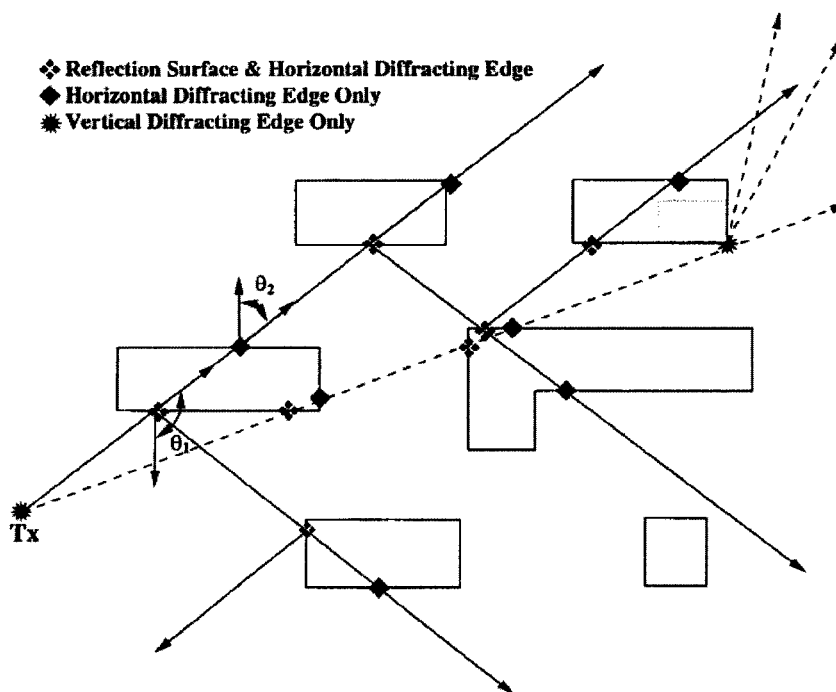 Reflection Surface & Horizontal Diffracting Edge
Horizontal Diffracting Edge Only
Vertical Diffracting Edge Only
θ2
θ1
Tx